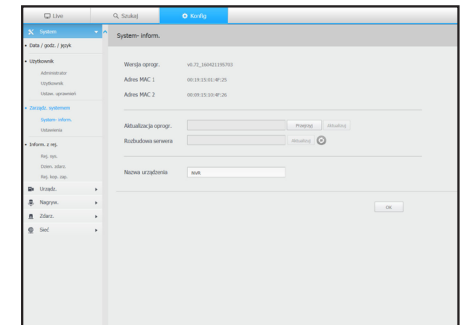 Live
Szukaj
Konfig
System
System- inform.
Data / godz. / język
Użytkownik
Administrator
Użytkownik
Ustaw. uprawnień
Zarządz. systemem
System- inform.
Ustawienia
Inform. z rej.
Rej. sys.
Dzien. zdarz.
Rej. kop. zap.
Urządz.
Nagryw.
Zdarz.
Sieć
Wersja oprogr.
Adres MAC 1
Adres MAC 2
Aktualizacja oprogr.
Przegląd
Aktualizuj
Rozbudowa serwera
Aktualizuj
Nazwa urządzenia
NVR
OK